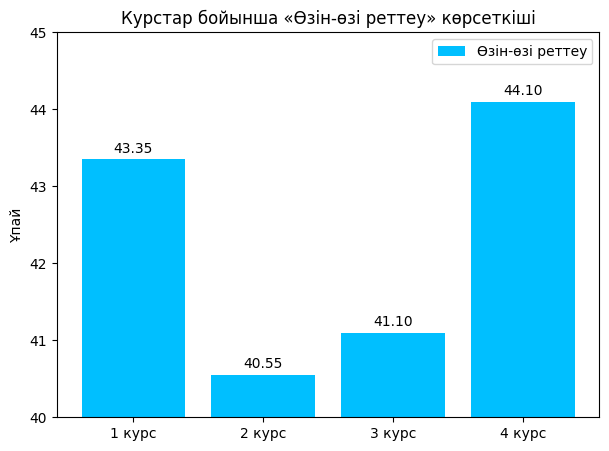 Курстар бойынша «Өзін-өзі реттеу» көрсеткіші
Өзін-өзі реттеу
Ұпай
45
44
43
42
41
40
43.35
40.55
41.10
44.10
1 курс
2 курс
3 курс
4 курс